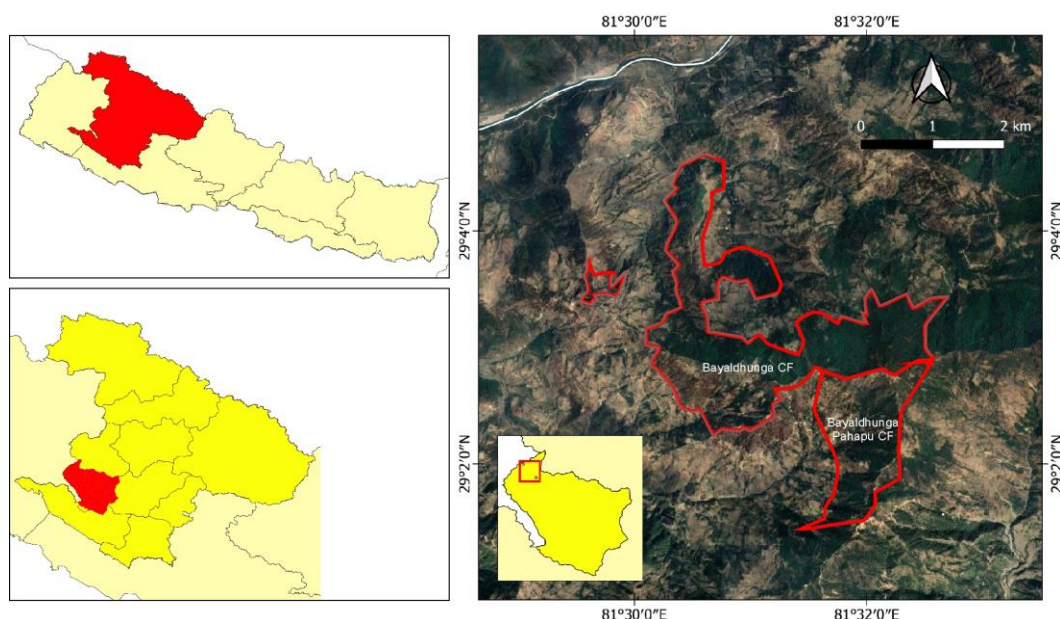 81°30′0″E
81°32′0″E
0
1
2 km
29°4′0″N
29°4′0″N
Bayaldhunga CF
Bayaldhunga
Pahapu CF
29°2′0″N
29°2′0″N
81°30′0″E
81°32′0″E